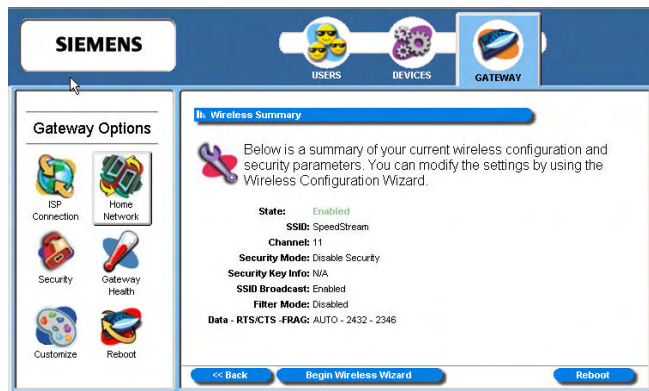 SIEMENS
USERS
DEVICES
GATEWAY
Gateway Options
ISP
Connection
Home
Network
Security
Gateway
Health
Customize
Reboot
Wireless Summary
Below is a summary of your current wireless configuration and
security parameters. You can modify the settings by using the
Wireless Configuration Wizard.
State: Enabled
SSID: SpeedStream
Channel: 11
Security Mode: Disable Security
Security Key Info: N/A
SSID Broadcast: Enabled
Filter Mode: Disabled
Data - RTS/CTS -FRAG: AUTO - 2432 - 2346
<< Back
Begin Wireless Wizard
Reboot